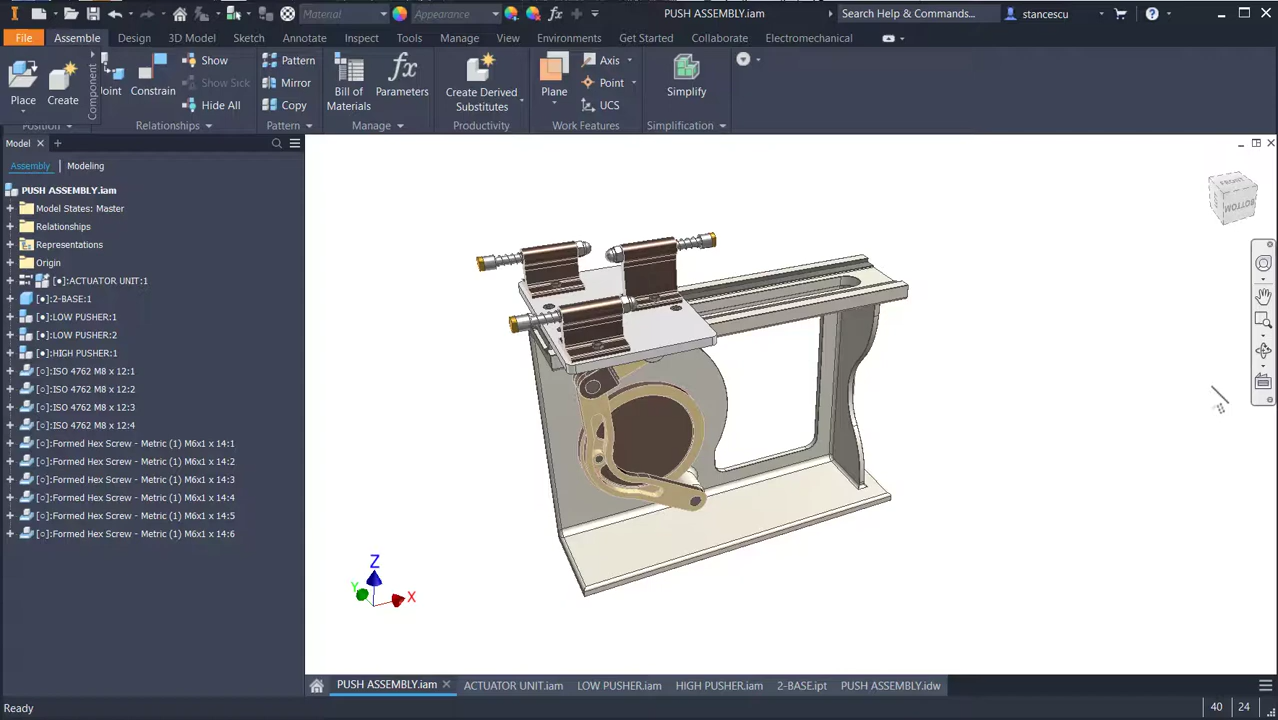 Material
Appearance
PUSH ASSEMBLY.iam
Search Help & Commands...
stancescu
File
Assemble
Design
3D Model
Sketch
Annotate
Inspect
Tools
Manage
View
Environments
Get Started
Collaborate
Electromechanical
Place
Create
Component
Joint
Constrain
Show
Show Sick
Hide All
Pattern
Mirror
Copy
Bill of
Materials
fx
Parameters
Create Derived
Substitutes
Plane
Axis
Point
UCS
Simplify
Position
Relationships
Pattern
Manage
Productivity
Work Features
Simplification
Model
Assembly
Modeling
PUSH ASSEMBLY.iam
Model States: Master
Relationships
Representations
Origin
[●]:ACTUATOR UNIT:1
[●]:2-BASE:1
[●]:LOW PUSHER:1
[●]:LOW PUSHER:2
[●]:HIGH PUSHER:1
[○]:ISO 4762 M8 x 12:1
[○]:ISO 4762 M8 x 12:2
[○]:ISO 4762 M8 x 12:3
[○]:ISO 4762 M8 x 12:4
[○]:Formed Hex Screw - Metric (1) M6x1 x 14:1
[○]:Formed Hex Screw - Metric (1) M6x1 x 14:2
[○]:Formed Hex Screw - Metric (1) M6x1 x 14:3
[○]:Formed Hex Screw - Metric (1) M6x1 x 14:4
[○]:Formed Hex Screw - Metric (1) M6x1 x 14:5
[○]:Formed Hex Screw - Metric (1) M6x1 x 14:6
FRONT
BOTTOM
Z
Y
X
PUSH ASSEMBLY.iam
ACTUATOR UNIT.iam
LOW PUSHER.iam
HIGH PUSHER.iam
2-BASE.ipt
PUSH ASSEMBLY.idw
Ready
40
24